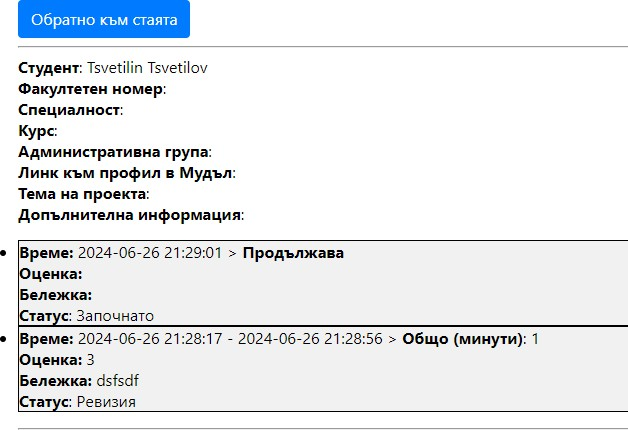 Обратно към стаята
Студент: Tsvetilin Tsvetilov
Факултетен номер:
Специалност:
Курс:
Административна група:
Линк към профил в Мудъл:
Тема на проекта:
Допълнителна информация:
Време: 2024-06-26 21:29:01 > Продължава
Оценка:
Бележка:
Статус: Започнато
Време: 2024-06-26 21:28:17 - 2024-06-26 21:28:56 > Общо (минути): 1
Оценка: 3
Бележка: dsfsdf
Статус: Ревизия